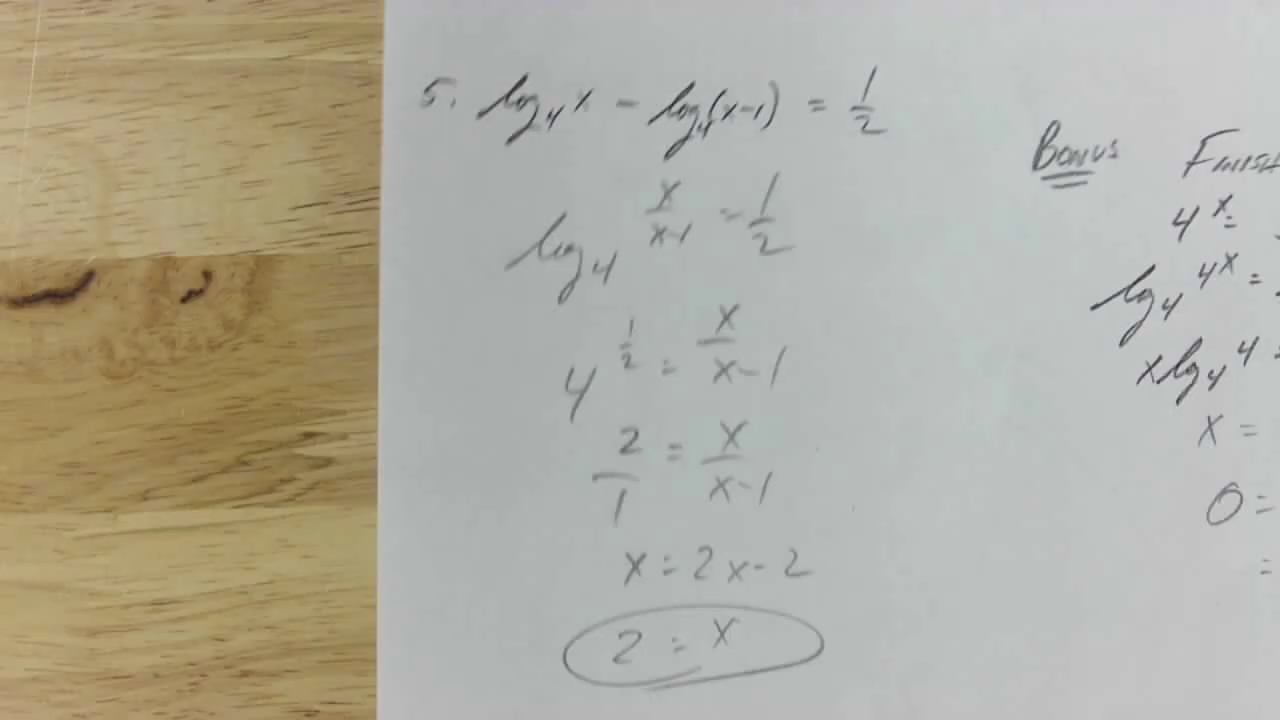 5. log₄x - log₄(x-1) = 1/2
log₄ x/(x-1) = 1/2
4^(1/2) = x/(x-1)
2/1 = x/(x-1)
x = 2x - 2
2 = x
Bonus Finish
4^x =
log₄ 4^x =
x log₄ 4 =
x =
0 =
=